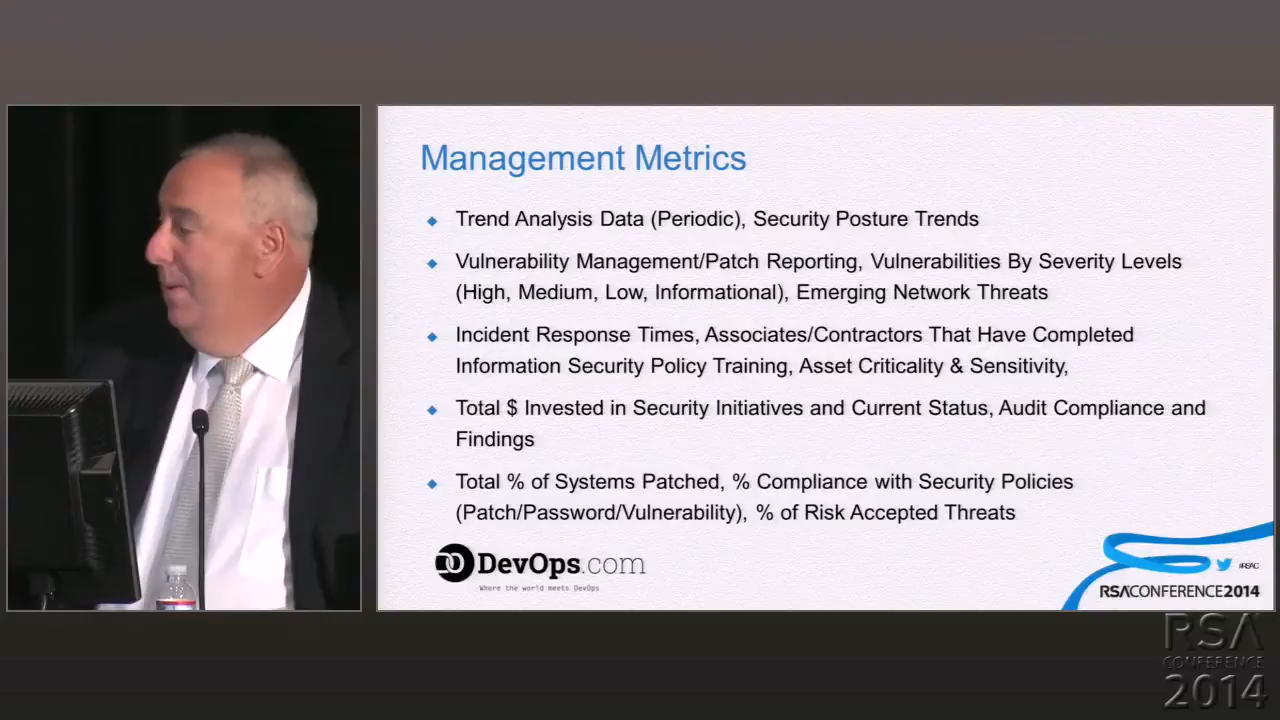 Management Metrics
Trend Analysis Data (Periodic), Security Posture Trends
Vulnerability Management/Patch Reporting, Vulnerabilities By Severity Levels
(High, Medium, Low, Informational), Emerging Network Threats
Incident Response Times, Associates/Contractors That Have Completed
Information Security Policy Training, Asset Criticality & Sensitivity,
Total $ Invested in Security Initiatives and Current Status, Audit Compliance and
Findings
Total % of Systems Patched, % Compliance with Security Policies
(Patch/Password/Vulnerability), % of Risk Accepted Threats
DevOps.com
Where the world meets DevOps
#RSAC
RSACONFERENCE2014
RSA
CONFERENCE
2014